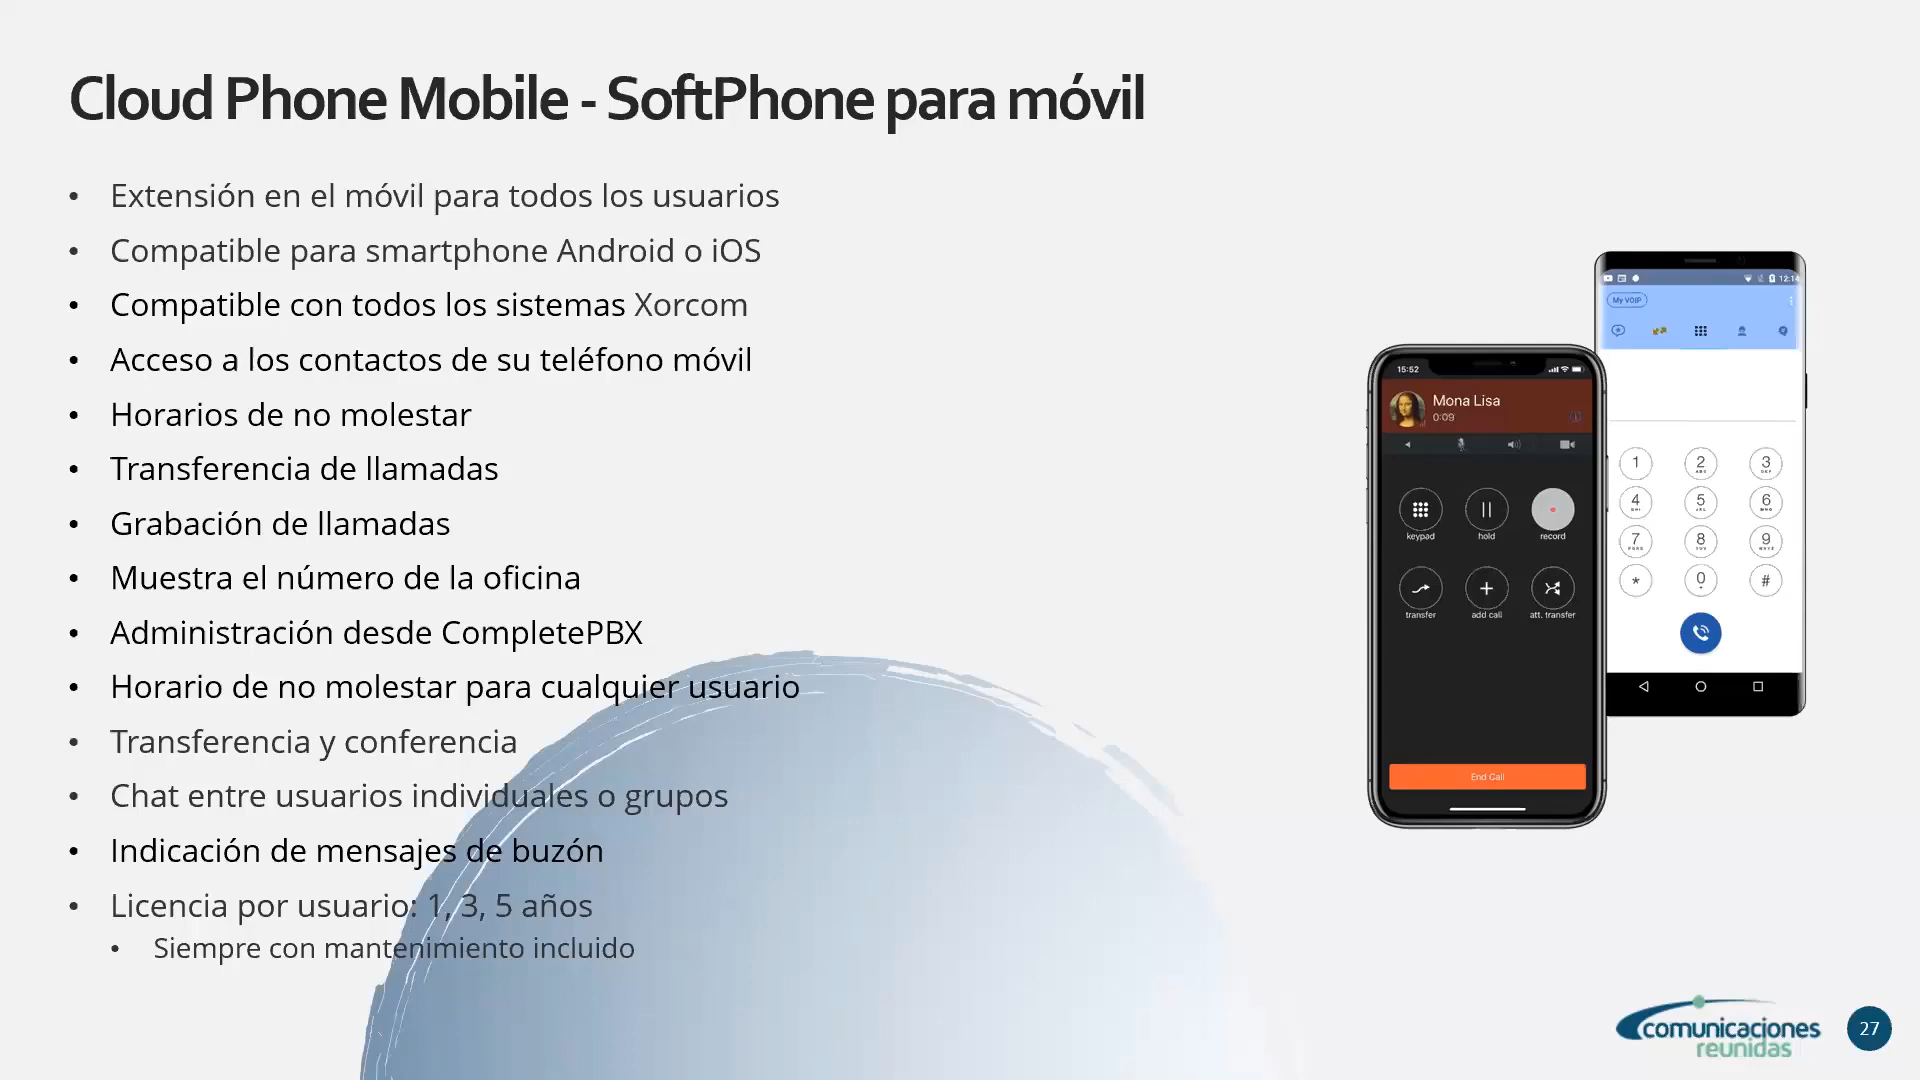 Cloud Phone Mobile - SoftPhone para móvil
• Extensión en el móvil para todos los usuarios
• Compatible para smartphone Android o iOS
• Compatible con todos los sistemas Xorcom
• Acceso a los contactos de su teléfono móvil
• Horarios de no molestar
• Transferencia de llamadas
• Grabación de llamadas
• Muestra el número de la oficina
• Administración desde CompletePBX
• Horario de no molestar para cualquier usuario
• Transferencia y conferencia
• Chat entre usuarios individuales o grupos
• Indicación de mensajes de buzón
• Licencia por usuario: 1, 3, 5 años
• Siempre con mantenimiento incluido
15:52
Mona Lisa
0:09
keypad hold record
transfer add call att. transfer
End Call
12:14
My VOIP
1 2 3
4 5 6
7 8 9
* 0 #
comunicaciones
reunidas
27